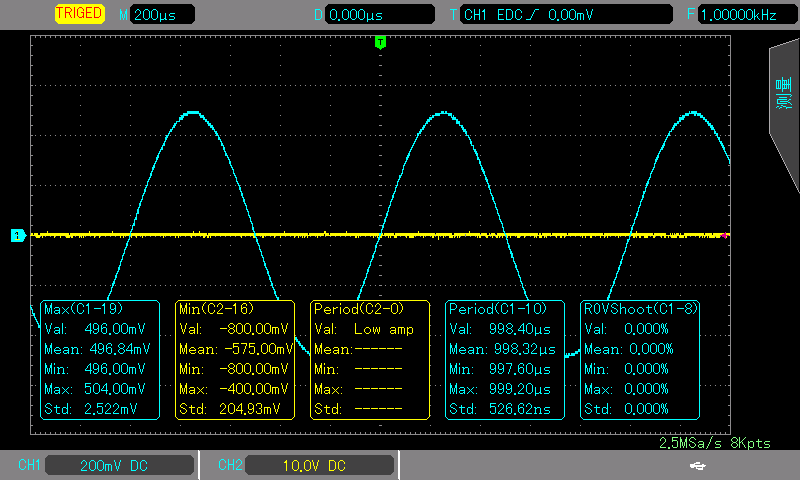 TRIGED M 200µs D 0.000µs T CH1 EDC 0.00mV F 1.00000kHz
T
测量
1
Max(C1-19)
Val: 496.00mV
Mean: 496.84mV
Min: 496.00mV
Max: 504.00mV
Std: 2.522mV
Min(C2-16)
Val: -800.00mV
Mean: -575.00mV
Min: -800.00mV
Max: -400.00mV
Std: 204.93mV
Period(C2-0)
Val: Low amp
Mean:------
Min: ------
Max: ------
Std: ------
Period(C1-10)
Val: 998.40µs
Mean: 998.32µs
Min: 997.60µs
Max: 999.20µs
Std: 526.62ns
ROVShoot(C1-8)
Val: 0.000%
Mean: 0.000%
Min: 0.000%
Max: 0.000%
Std: 0.000%
2.5MSa/s 8Kpts
CH1 200mV DC CH2 10.0V DC